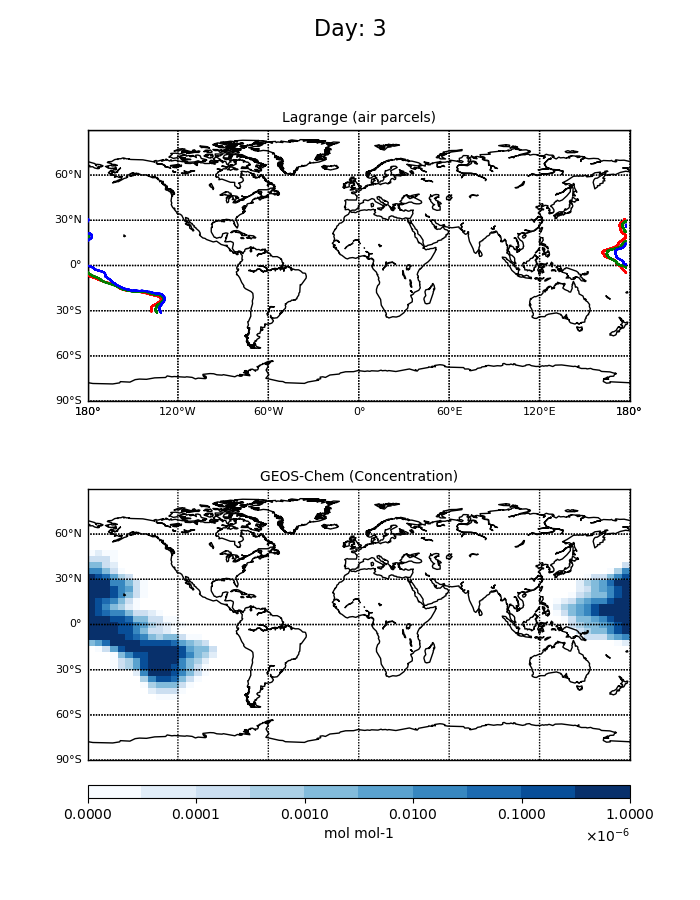 Day: 3
Lagrange (air parcels)
60°N
30°N
0°
30°S
60°S
90°S
180° 120°W 60°W 0° 60°E 120°E 180°
GEOS-Chem (Concentration)
60°N
30°N
0°
30°S
60°S
90°S
0.0000 0.0001 0.0010 0.0100 0.1000 1.0000
mol mol-1 ×10⁻⁶